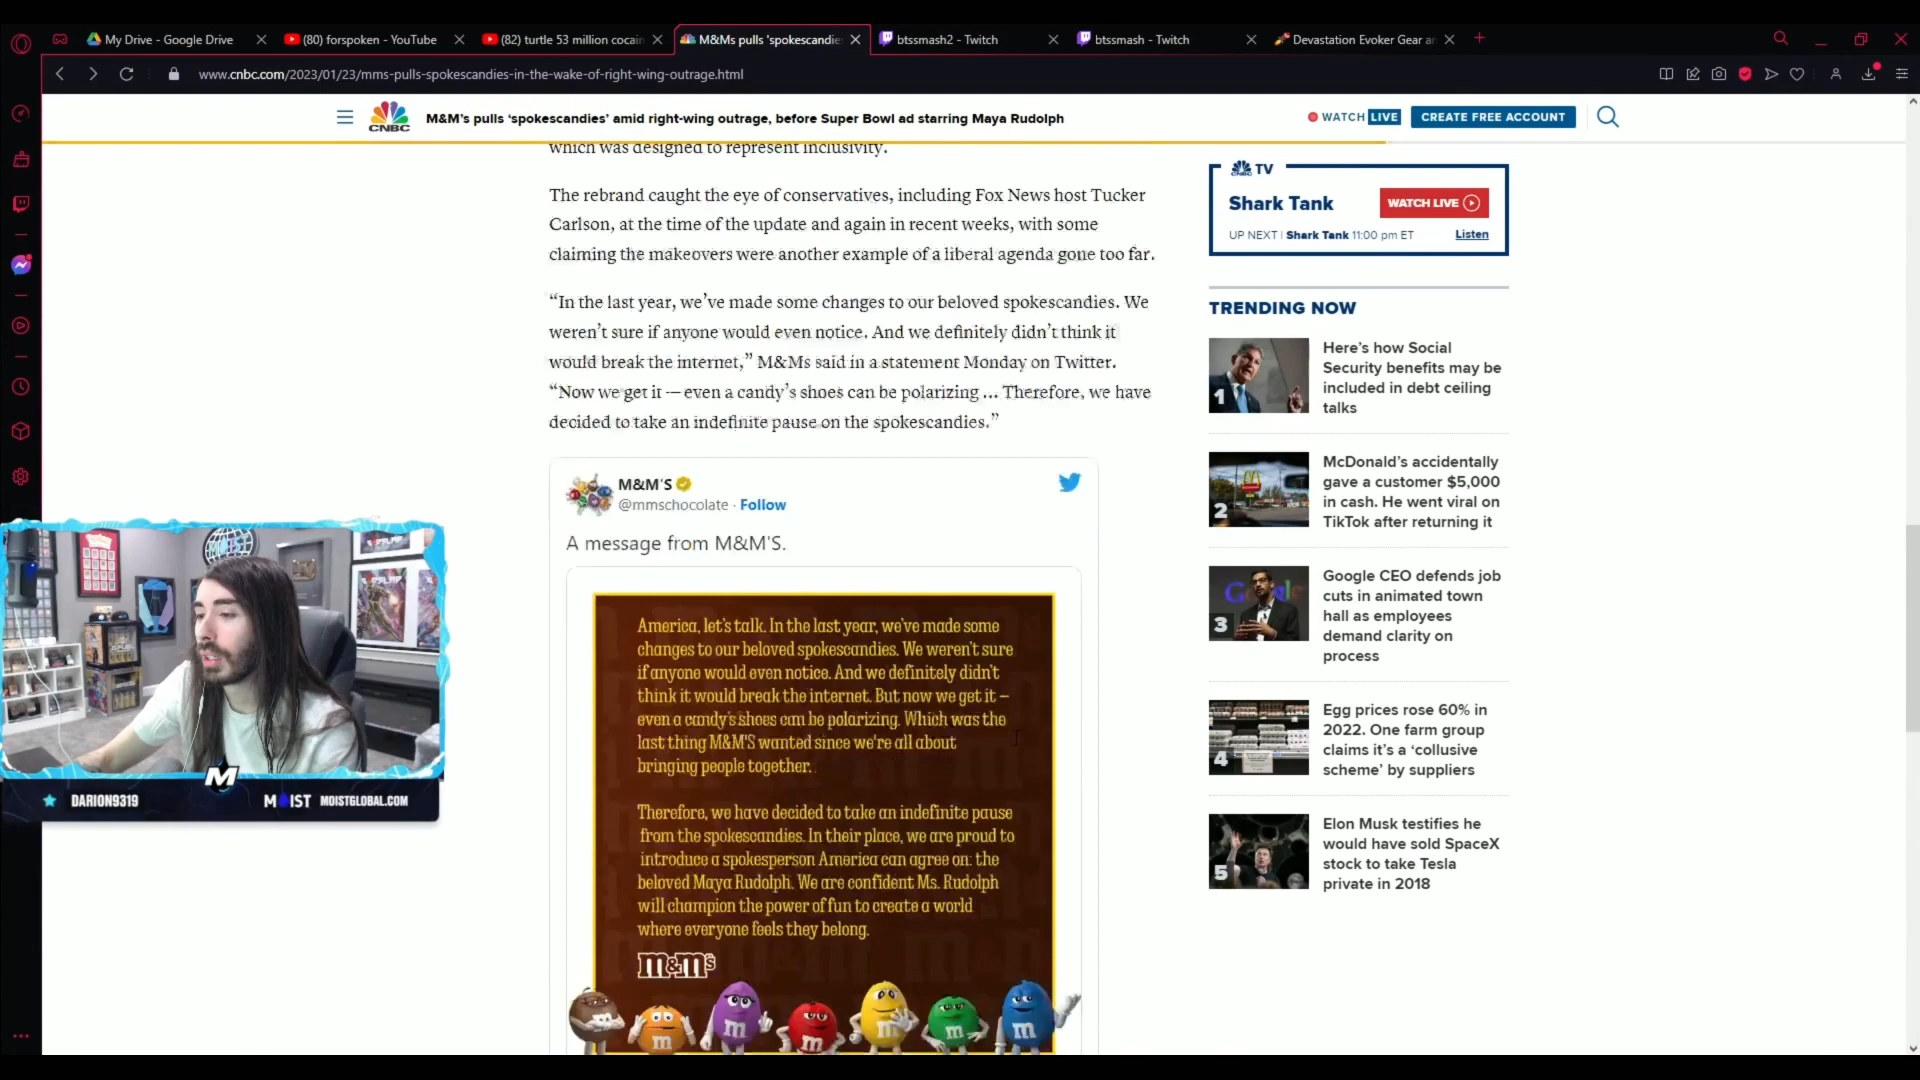 My Drive - Google Drive
(80) forspoken - YouTube
(82) turtle 53 million cocain
M&Ms pulls 'spokescandie
btssmash2 - Twitch
btssmash - Twitch
Devastation Evoker Gear an
www.cnbc.com/2023/01/23/mms-pulls-spokescandies-in-the-wake-of-right-wing-outrage.html
CNBC
M&M's pulls ‘spokescandies’ amid right-wing outrage, before Super Bowl ad starring Maya Rudolph
WATCH LIVE
CREATE FREE ACCOUNT
which was designed to represent inclusivity.
The rebrand caught the eye of conservatives, including Fox News host Tucker
Carlson, at the time of the update and again in recent weeks, with some
claiming the makeovers were another example of a liberal agenda gone too far.
“In the last year, we’ve made some changes to our beloved spokescandies. We
weren’t sure if anyone would even notice. And we definitely didn’t think it
would break the internet,” M&Ms said in a statement Monday on Twitter.
“Now we get it — even a candy’s shoes can be polarizing ... Therefore, we have
decided to take an indefinite pause on the spokescandies.”
M&M'S
@mmschocolate · Follow
A message from M&M'S.
America, let's talk. In the last year, we've made some
changes to our beloved spokescandies. We weren't sure
if anyone would even notice. And we definitely didn't
think it would break the internet. But now we get it –
even a candy's shoes can be polarizing. Which was the
last thing M&M'S wanted since we're all about
bringing people together.
Therefore, we have decided to take an indefinite pause
from the spokescandies. In their place, we are proud to
introduce a spokesperson America can agree on: the
beloved Maya Rudolph. We are confident Ms. Rudolph
will champion the power of fun to create a world
where everyone feels they belong.
m&m's
m m m m m m
TV
Shark Tank
WATCH LIVE
UP NEXT | Shark Tank 11:00 pm ET
Listen
TRENDING NOW
1
Here’s how Social
Security benefits may be
included in debt ceiling
talks
2
McDonald’s accidentally
gave a customer $5,000
in cash. He went viral on
TikTok after returning it
3
Google CEO defends job
cuts in animated town
hall as employees
demand clarity on
process
4
Egg prices rose 60% in
2022. One farm group
claims it’s a ‘collusive
scheme’ by suppliers
5
Elon Musk testifies he
would have sold SpaceX
stock to take Tesla
private in 2018
M
DARION9319
MOIST MOISTGLOBAL.COM